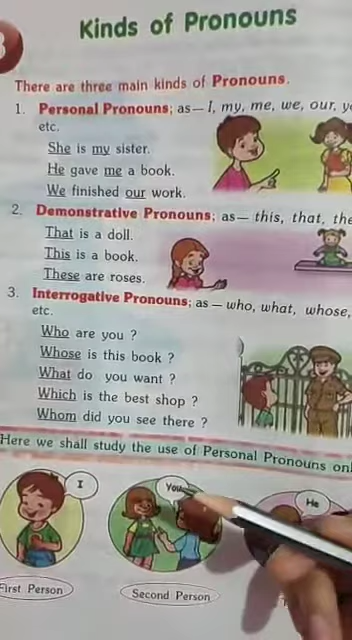 Kinds of Pronouns
There are three main kinds of Pronouns.
1. Personal Pronouns; as— I, my, me, we, our,
etc.
She is my sister.
He gave me a book.
We finished our work.
2. Demonstrative Pronouns; as— this, that,
That is a doll.
This is a book.
These are roses.
3. Interrogative Pronouns; as — who, what, whose,
etc.
Who are you ?
Whose is this book ?
What do you want ?
Which is the best shop ?
Whom did you see there ?
Here we shall study the use of Personal Pronouns
I
You
He
First Person
Second Person